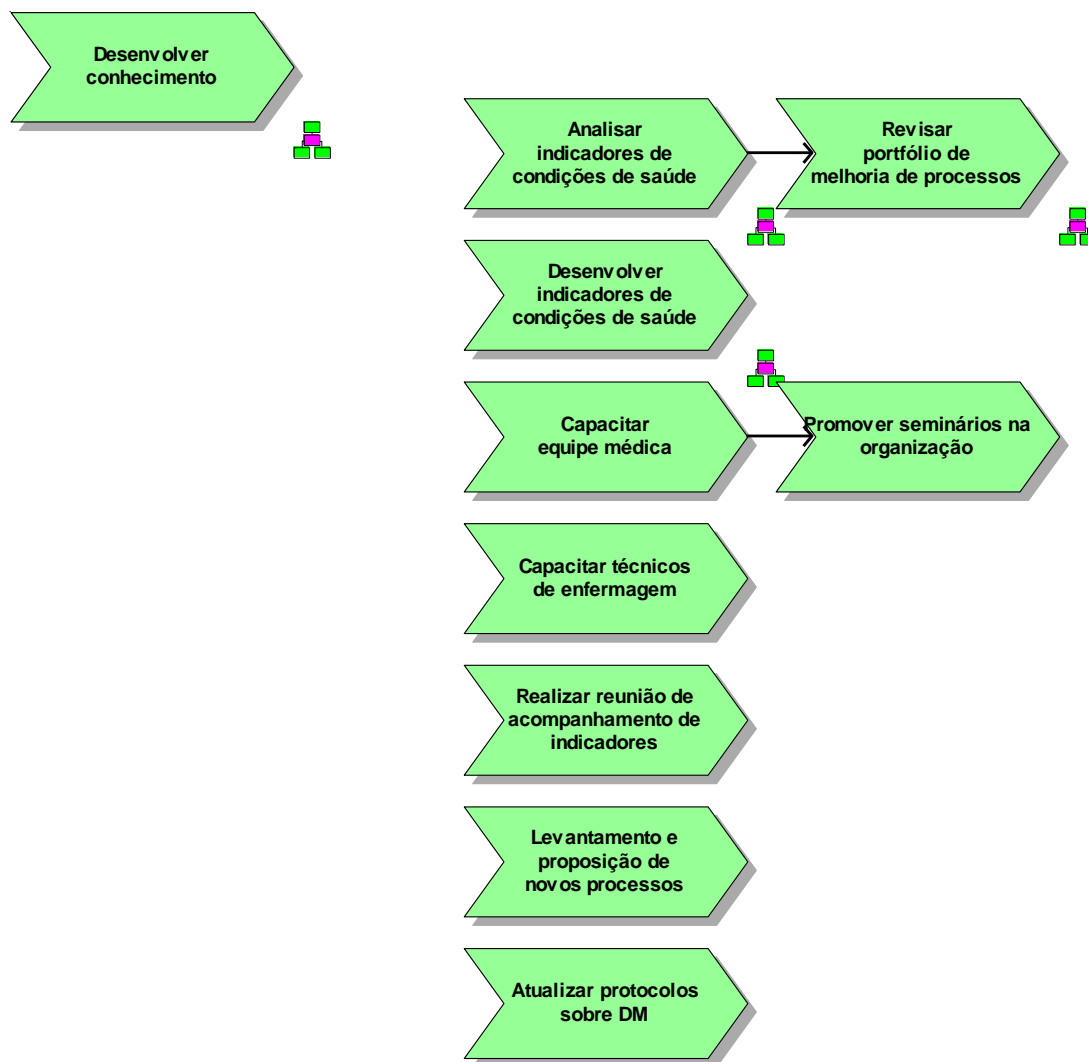 Desenvolver
conhecimento
Analisar
indicadores de
condições de saúde
Revisar
portfólio de
melhoria de processos
Desenvolver
indicadores de
condições de saúde
Capacitar
equipe médica
Promover seminários na
organização
Capacitar técnicos
de enfermagem
Realizar reunião de
acompanhamento de
indicadores
Levantamento e
proposição de
novos processos
Atualizar protocolos
sobre DM